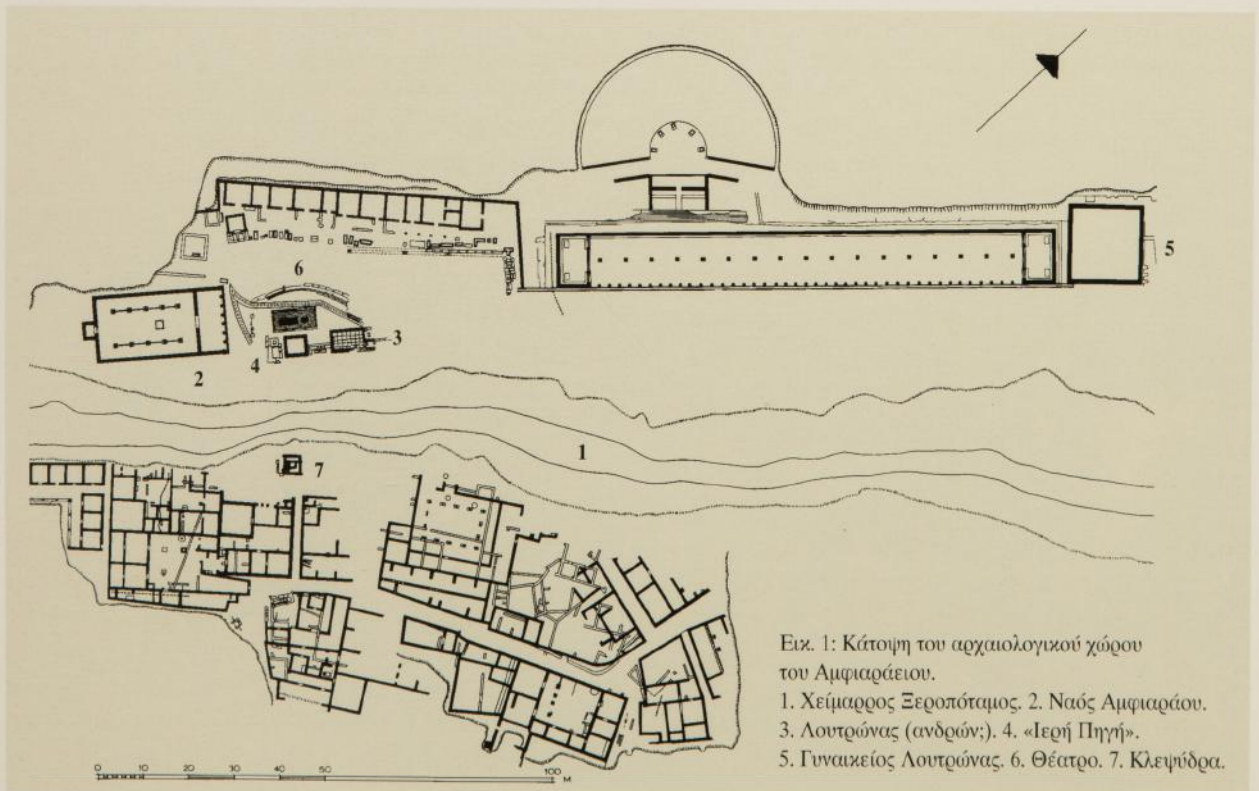 5
6
3
4
2
1
7
0 10 20 30 40 50 100
M
Εικ. 1: Κάτοψη του αρχαιολογικού χώρου
του Αμφιαράειου.
1. Χείμαρρος Ξεροπόταμος. 2. Ναός Αμφιαράου.
3. Λουτρώνας (ανδρών;). 4. «Ιερή Πηγή».
5. Γυναικείος Λουτρώνας. 6. Θέατρο. 7. Κλεψύδρα.